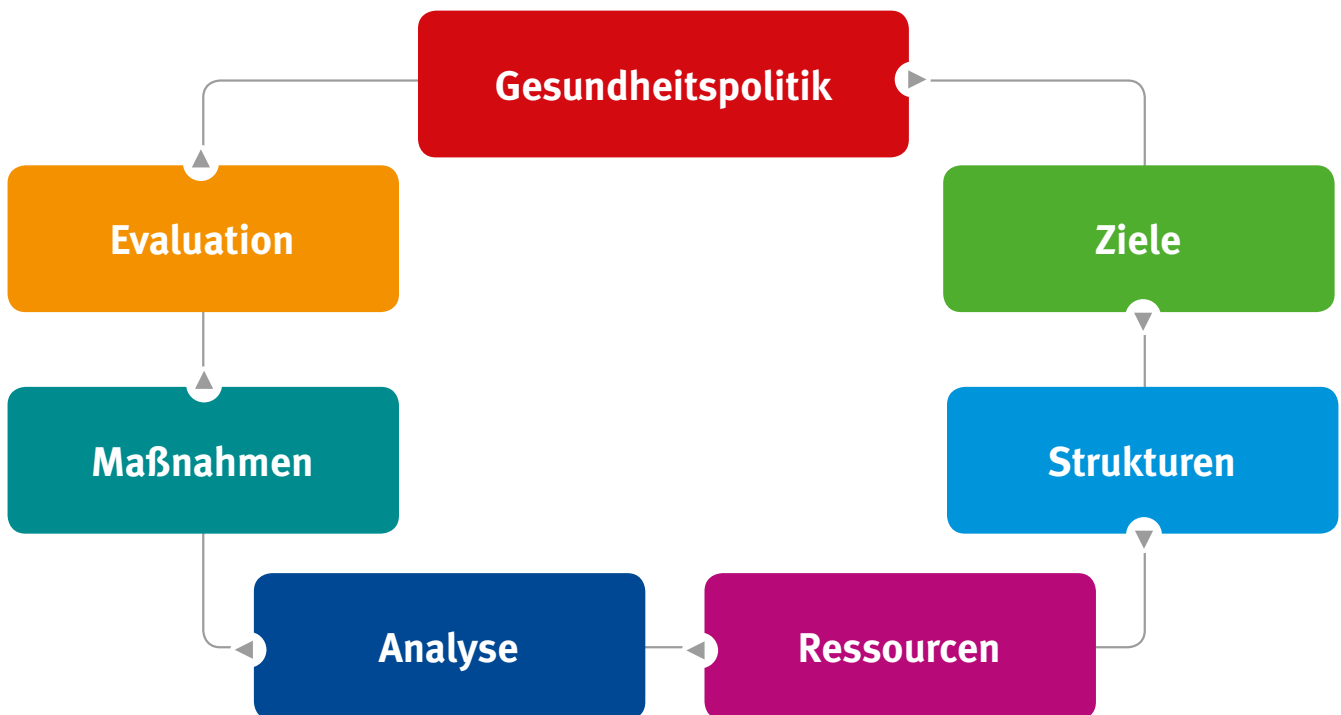 Gesundheitspolitik
Evaluation
Ziele
Maßnahmen
Strukturen
Analyse
Ressourcen